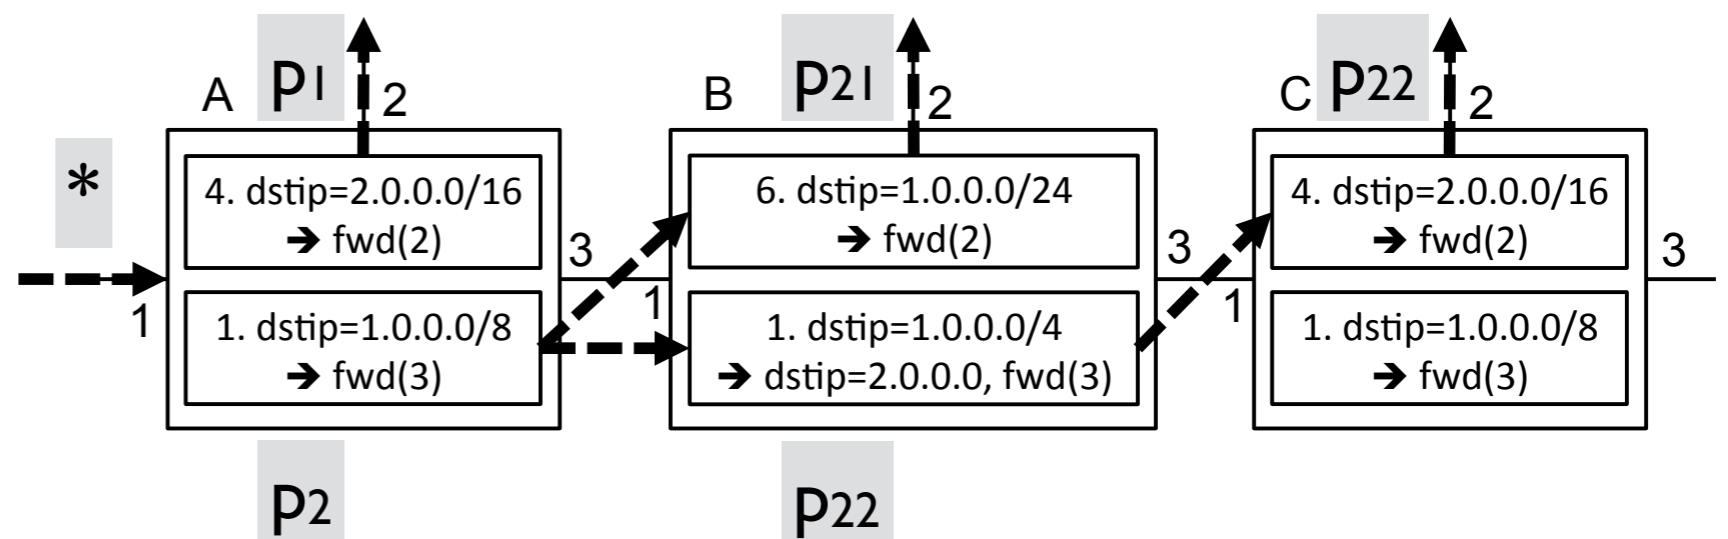 *
1
A
p1
2
4. dstip=2.0.0.0/16
➔ fwd(2)
1. dstip=1.0.0.0/8
➔ fwd(3)
p2
3
1
B
p21
2
6. dstip=1.0.0.0/24
➔ fwd(2)
1. dstip=1.0.0.0/4
➔ dstip=2.0.0.0, fwd(3)
p22
3
1
C
p22
2
4. dstip=2.0.0.0/16
➔ fwd(2)
1. dstip=1.0.0.0/8
➔ fwd(3)
3